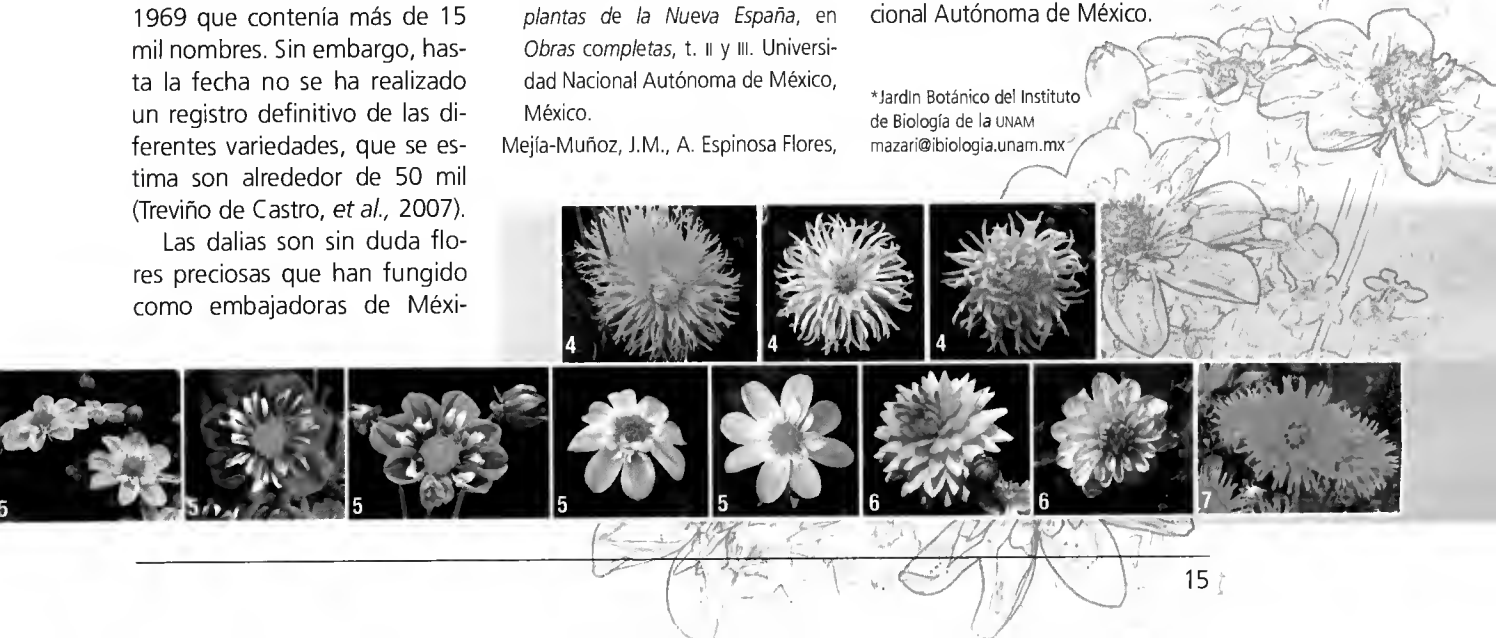 1969 que contenía más de 15
mil nombres. Sin embargo, has-
ta la fecha no se ha realizado
un registro definitivo de las di-
ferentes variedades, que se es-
tima son alrededor de 50 mil
(Treviño de Castro, et al., 2007).
Las dalias son sin duda flo-
res preciosas que han fungido
como embajadoras de Méxi-
plantas de la Nueva España, en
Obras completas, t. II y III. Universi-
dad Nacional Autónoma de México,
México.
Mejía-Muñoz, J.M., A. Espinosa Flores,
cional Autónoma de México.
*Jardín Botánico del Instituto
de Biología de la UNAM
mazari@ibiologia.unam.mx
4
4
4
5
5
5
5
5
6
6
7
15